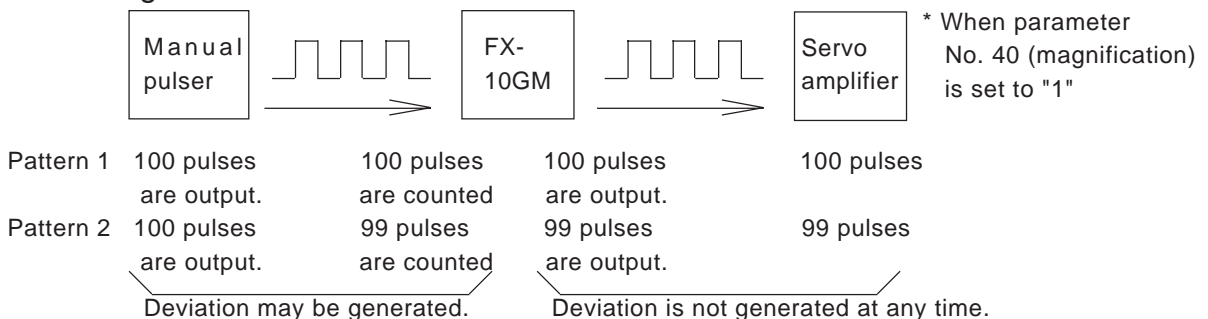 Manual
pulser
FX-
10GM
Servo
amplifier
* When parameter
No. 40 (magnification)
is set to "1"
Pattern 1 100 pulses 100 pulses 100 pulses 100 pulses
are output. are counted are output.
Pattern 2 100 pulses 99 pulses 99 pulses 99 pulses
are output. are counted are output.
Deviation may be generated. Deviation is not generated at any time.